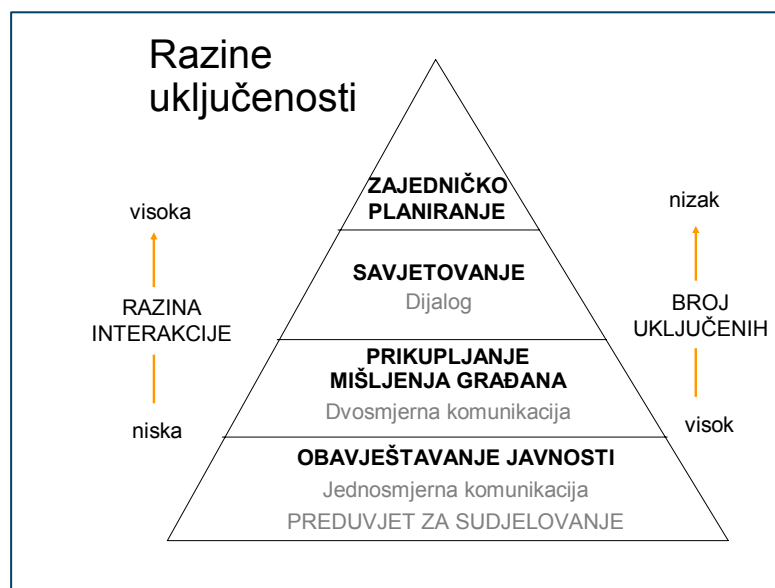 Razine
uključenosti
ZAJEDNIČKO
PLANIRANJE
visoka
nizak
SAVJETOVANJE
Dijalog
RAZINA
INTERAKCIJE
BROJ
UKLJUČENIH
PRIKUPLJANJE
MIŠLJENJA GRAĐANA
Dvosmjerna komunikacija
niska
visok
OBAVJEŠTAVANJE JAVNOSTI
Jednosmjerna komunikacija
PREDUVJET ZA SUDJELOVANJE